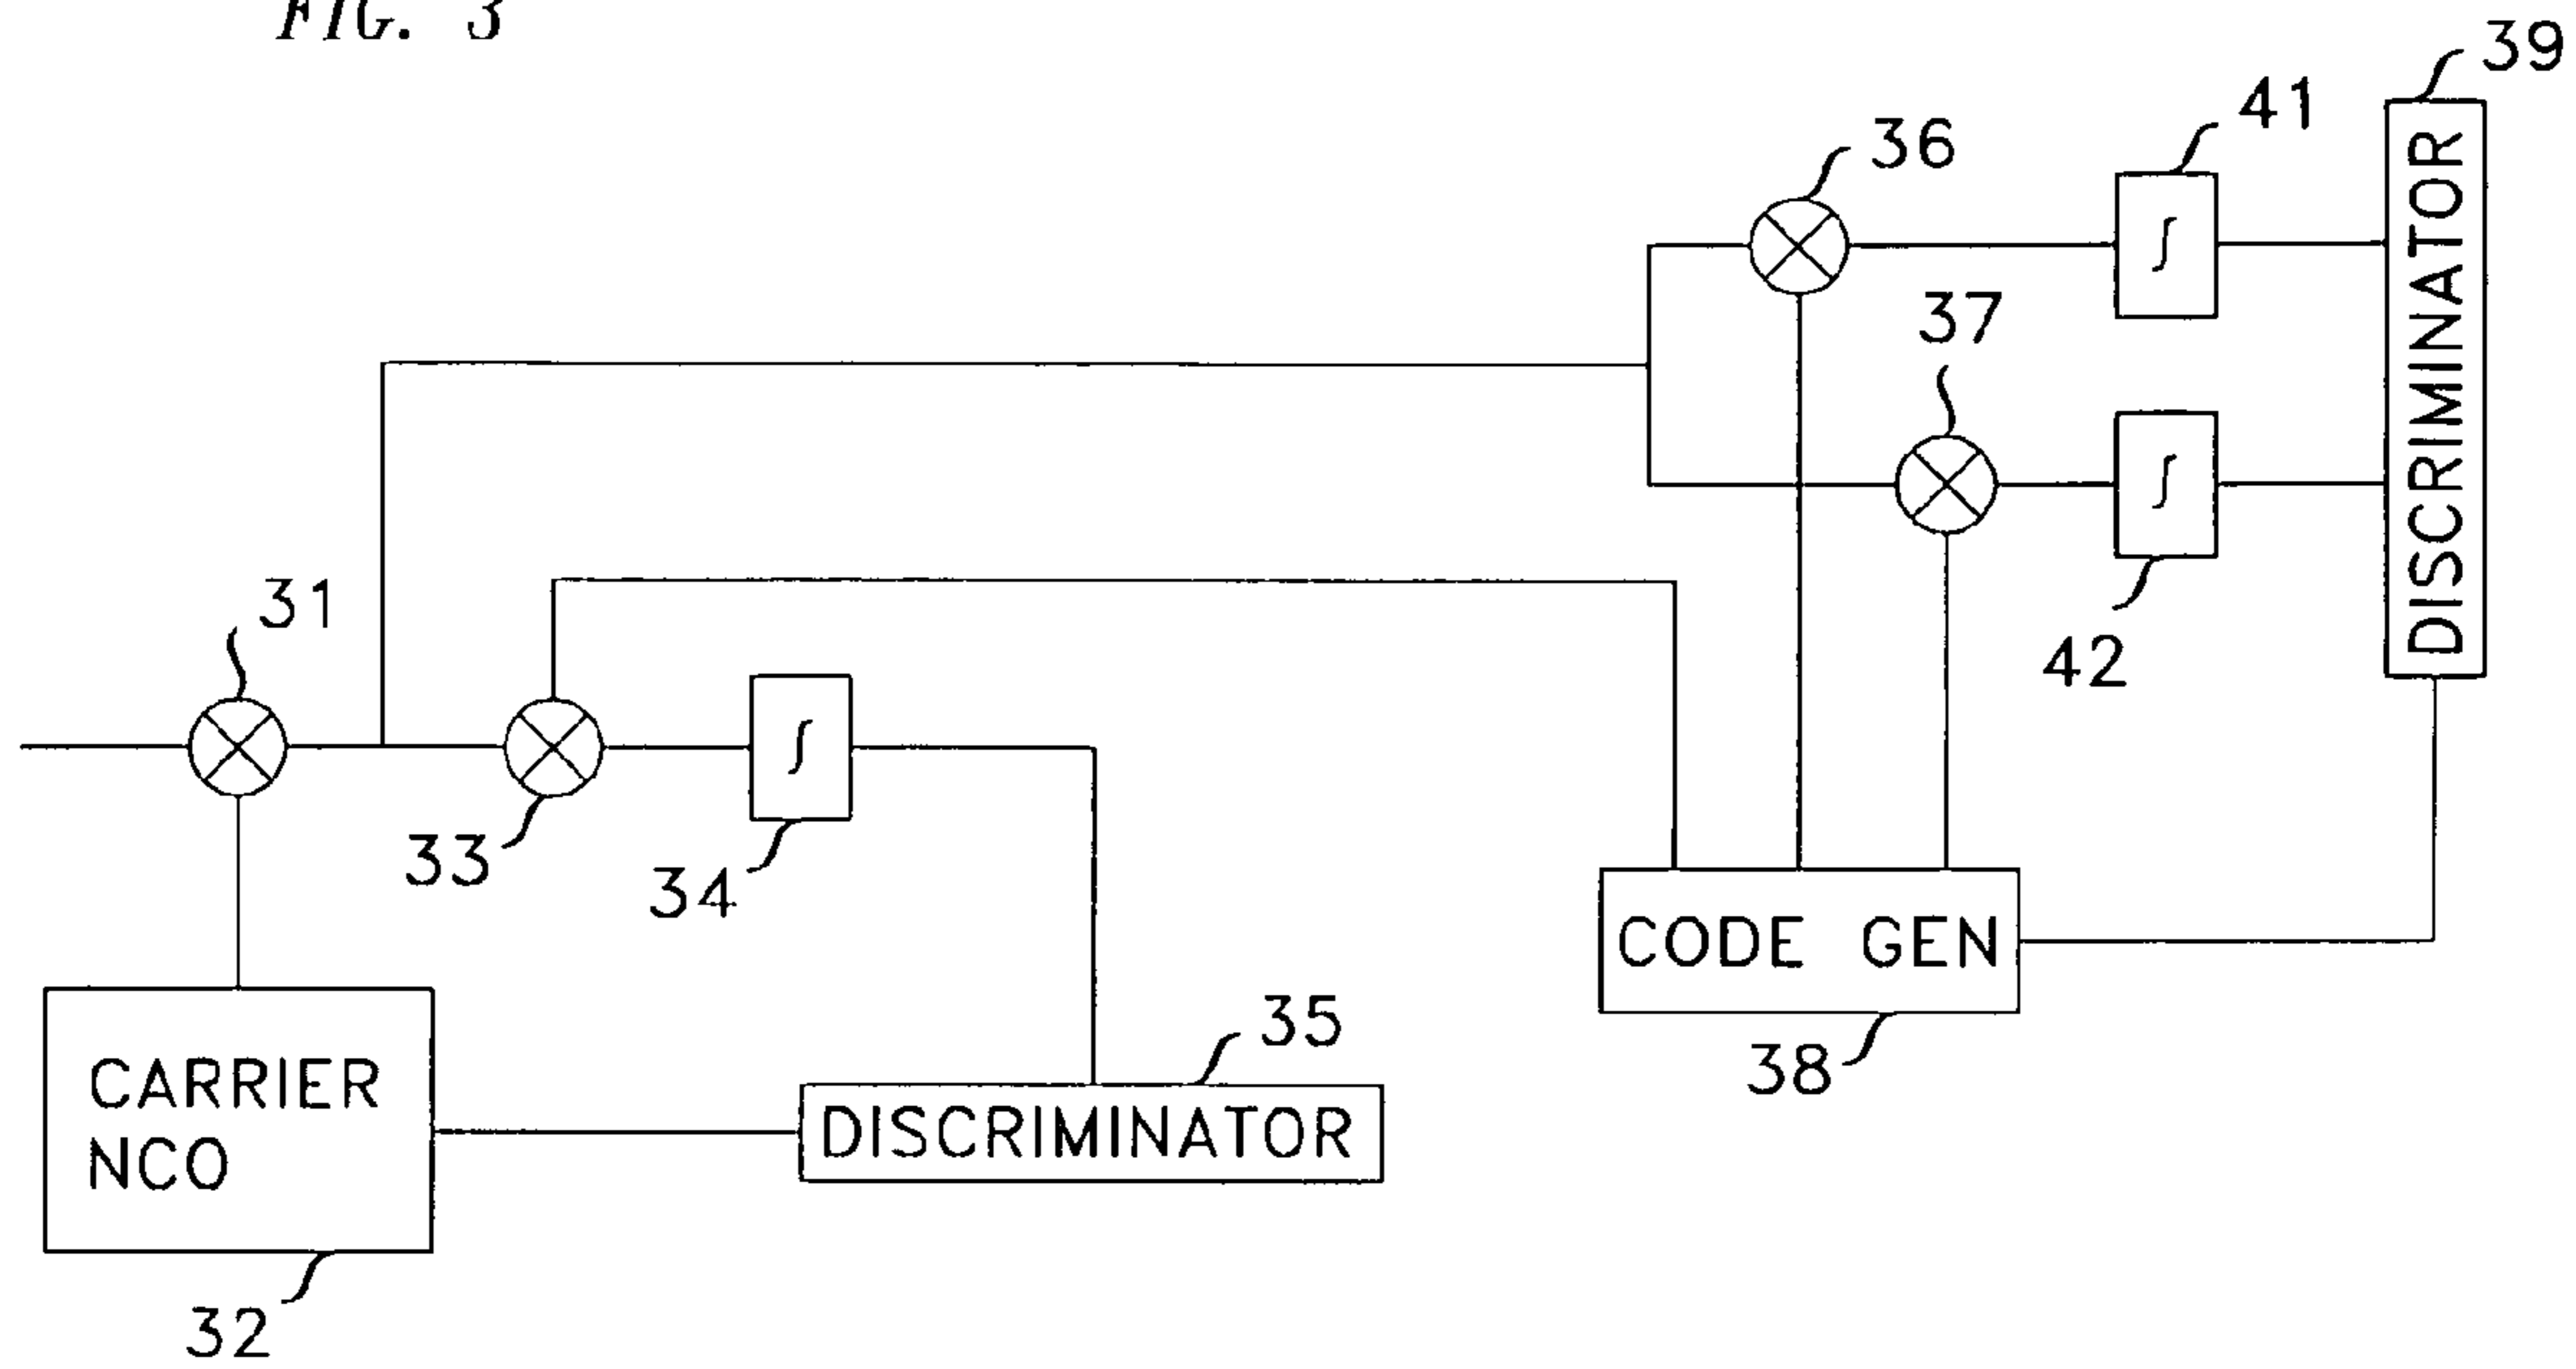 FIG. 3
39
41
36
DISCRIMINATOR
∫
37
∫
42
31
∫
33
34
CODE GEN
38
35
CARRIER
NCO
DISCRIMINATOR
32